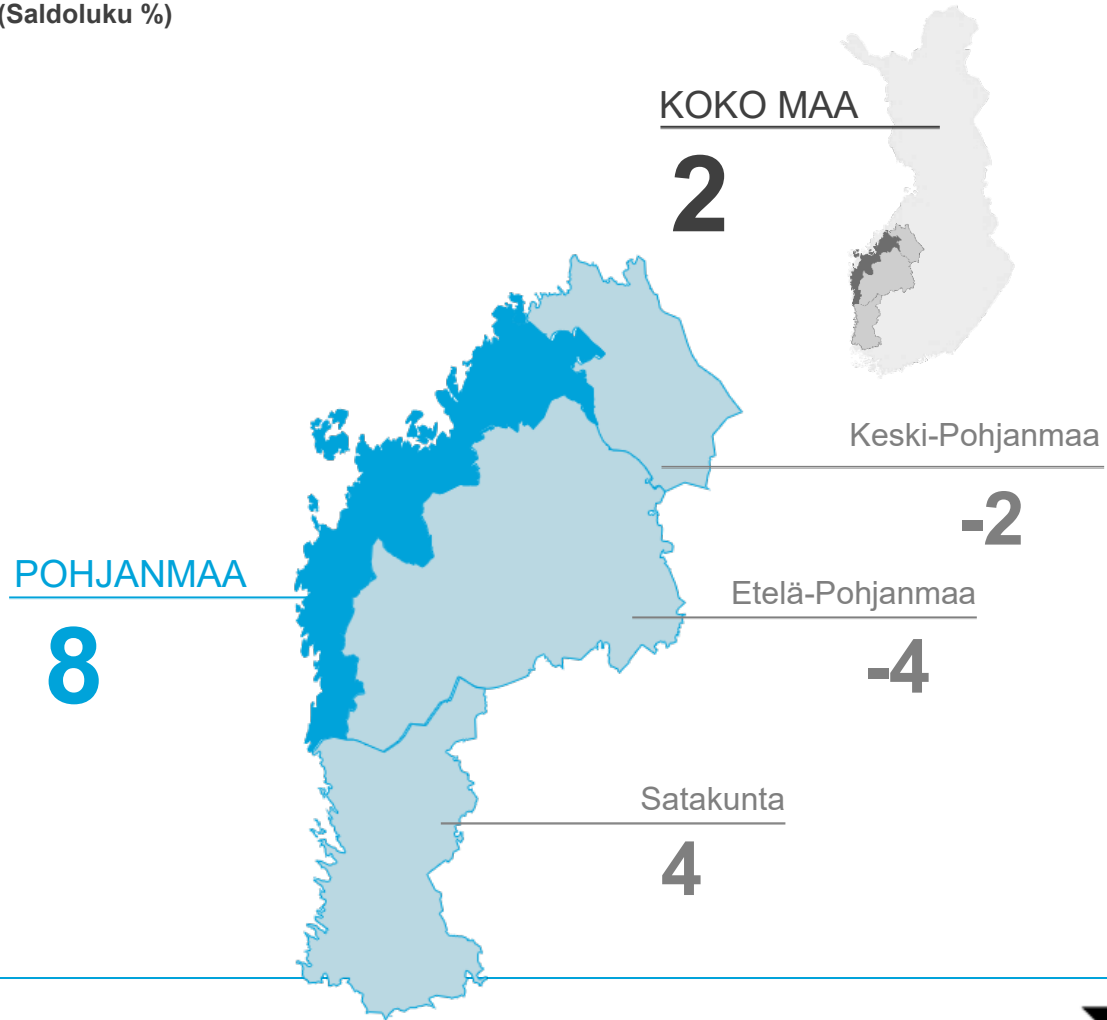 (Saldoluku %)
KOKO MAA
2
Keski-Pohjanmaa
-2
POHJANMAA
8
Etelä-Pohjanmaa
-4
Satakunta
4